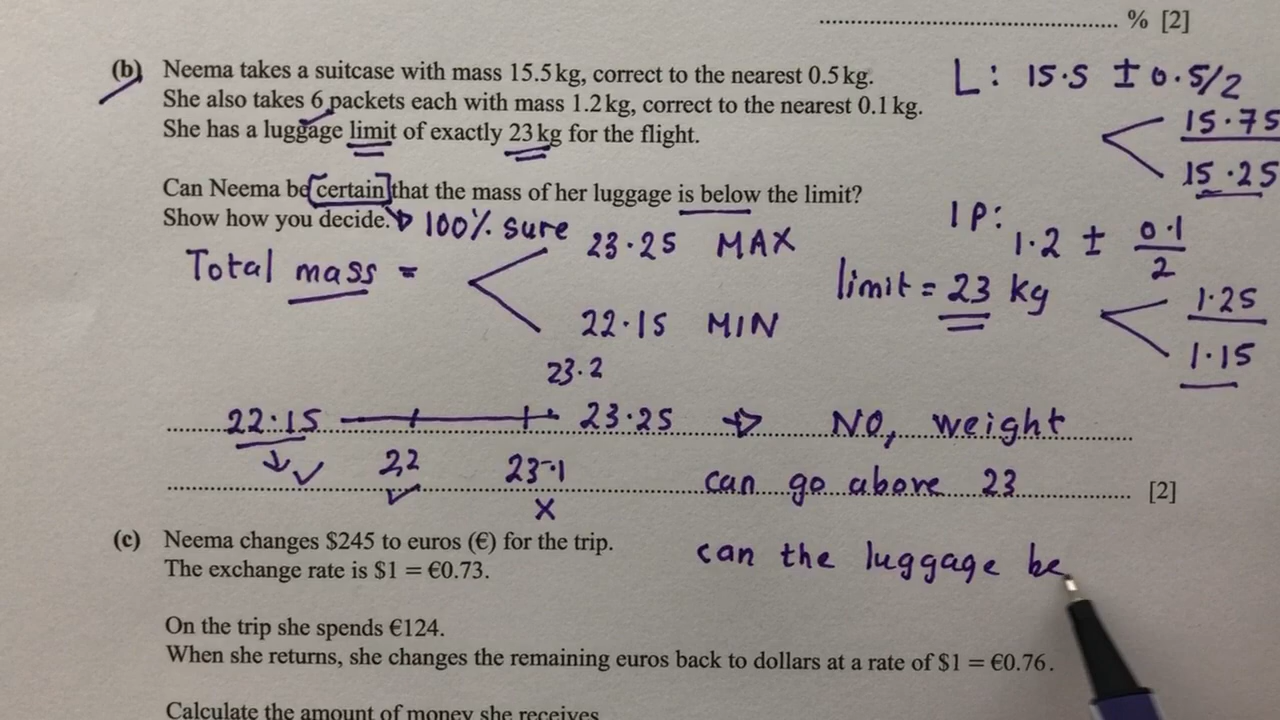 % [2]
(b) Neema takes a suitcase with mass 15.5 kg, correct to the nearest 0.5 kg.
She also takes 6 packets each with mass 1.2 kg, correct to the nearest 0.1 kg.
She has a luggage limit of exactly 23 kg for the flight.
L: 15.5 ± 0.5/2
15.75
15.25
Can Neema be certain that the mass of her luggage is below the limit?
Show how you decide.
100% sure
1P: 1.2 ± 0.1/2
1.25
1.15
Total mass =
23.25 MAX
22.15 MIN
limit = 23 kg
23.2
22.15 23.25 → NO, weight
22 23.1 can go above 23 [2]
✓ ✓ X
(c) Neema changes $245 to euros (€) for the trip.
The exchange rate is $1 = €0.73.
can the luggage be
On the trip she spends €124.
When she returns, she changes the remaining euros back to dollars at a rate of $1 = €0.76.
Calculate the amount of money she receives